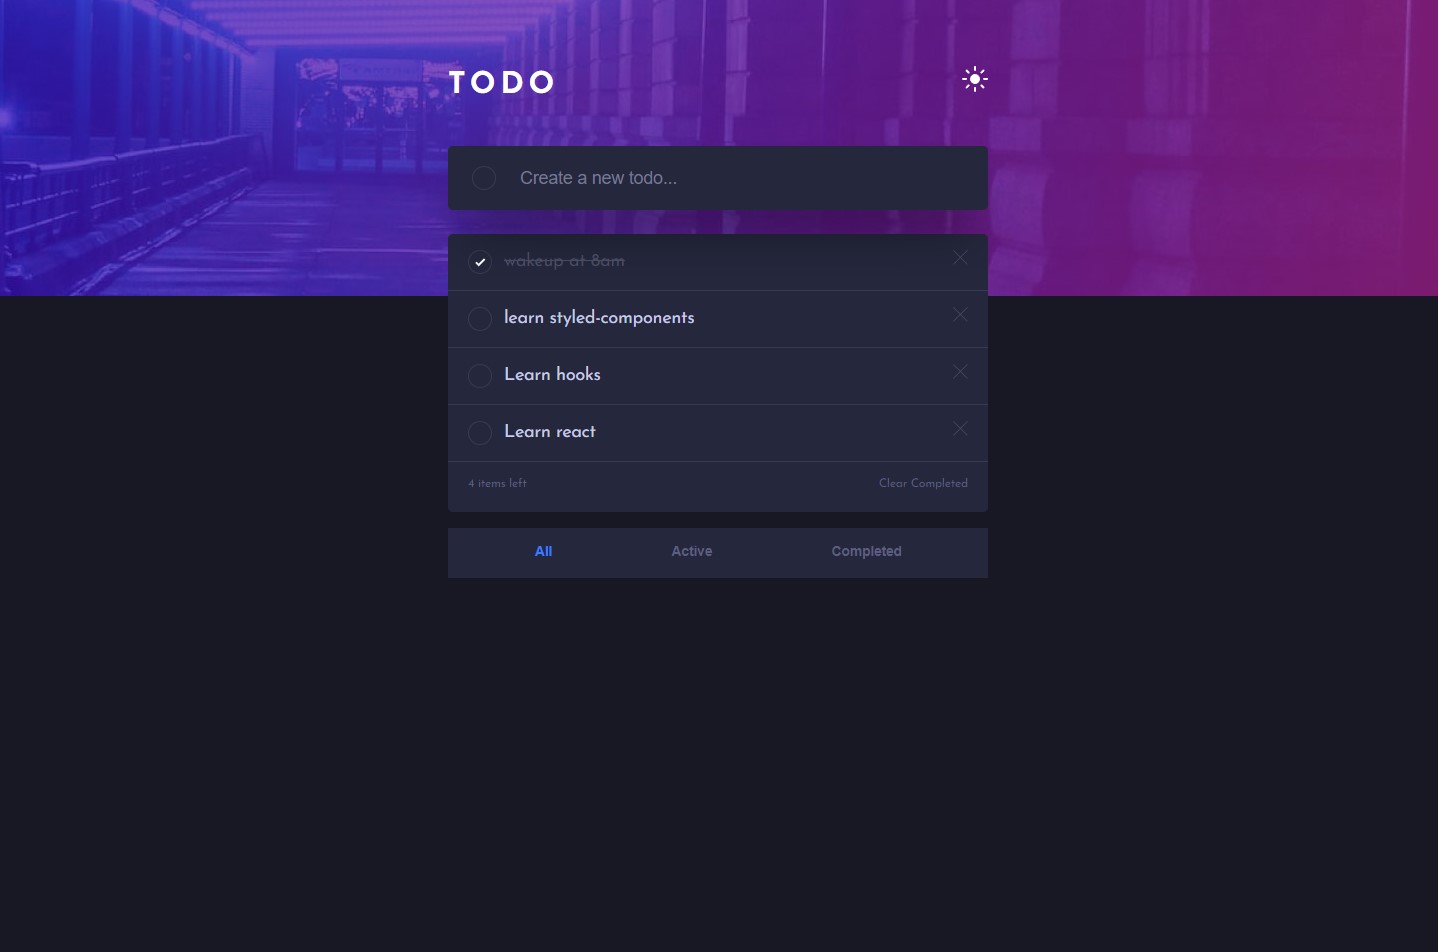 TODO
Create a new todo...
wakeup at 8am
learn styled-components
Learn hooks
Learn react
4 items left
Clear Completed
All
Active
Completed